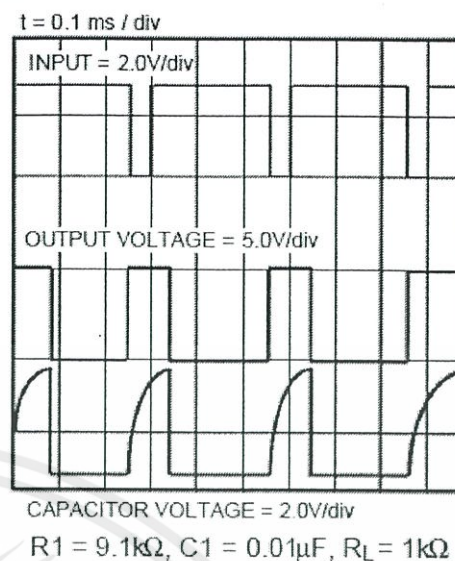 t = 0.1 ms / div
INPUT = 2.0V/div
OUTPUT VOLTAGE = 5.0V/div
CAPACITOR VOLTAGE = 2.0V/div
R1 = 9.1kΩ, C1 = 0.01µF, RL = 1kΩ